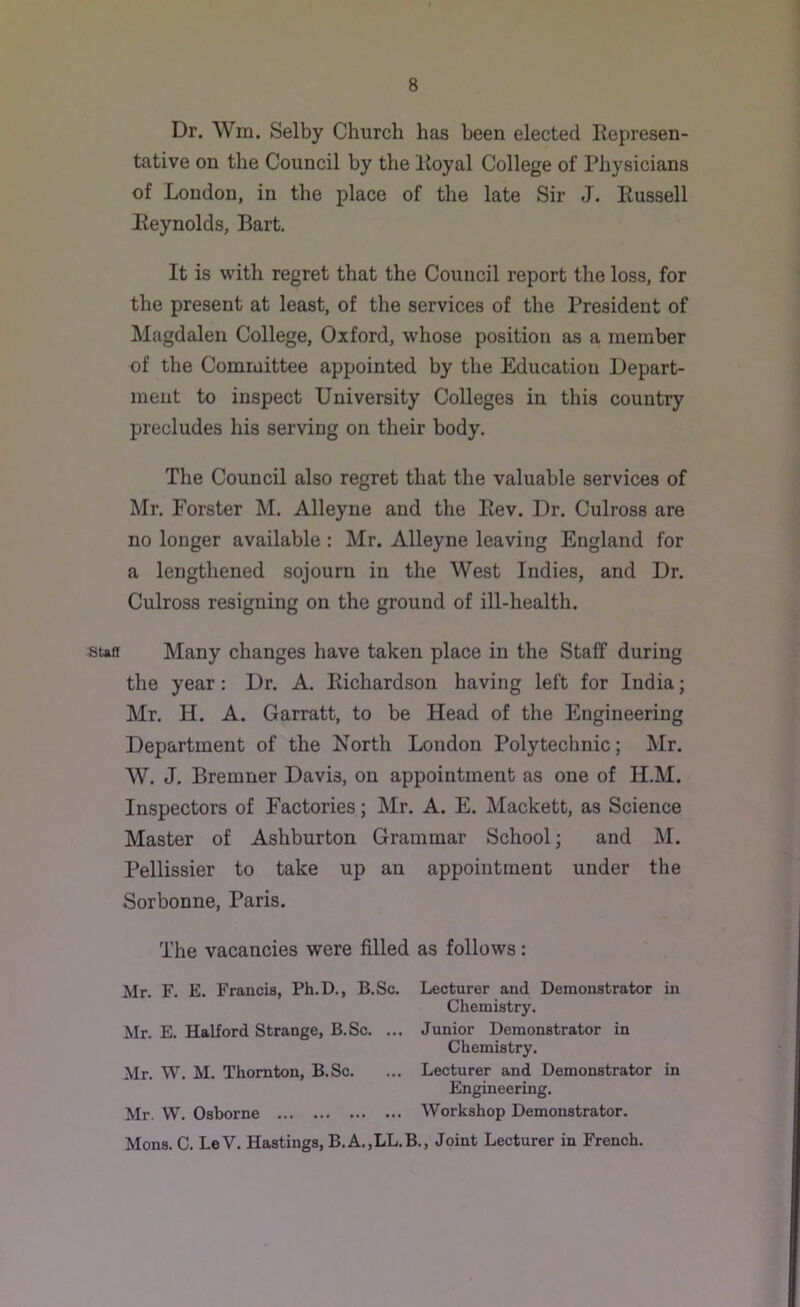 8
Dr. Wm. Selby Church has been elected Represen-
tative on the Council by the Royal College of Physicians
of London, in the place of the late Sir J. Russell
Reynolds, Bart.
It is with regret that the Council report the loss, for
the present at least, of the services of the President of
Magdalen College, Oxford, whose position as a member
of the Committee appointed by the Education Depart-
ment to inspect University Colleges in this country
precludes his serving on their body.
The Council also regret that the valuable services of
Mr. Forster M. Alleyne and the Rev. Dr. Culross are
no longer available : Mr. Alleyne leaving England for
a lengthened sojourn in the West Indies, and Dr.
Culross resigning on the ground of ill-health.
Staff Many changes have taken place in the Staff during
the year: Dr. A. Richardson having left for India;
Mr. H. A. Garratt, to be Head of the Engineering
Department of the North London Polytechnic; Mr.
W. J. Bremner Davis, on appointment as one of H.M.
Inspectors of Factories; Mr. A. E. Mackett, as Science
Master of Ashburton Grammar School; and M.
Pellissier to take up an appointment under the
Sorbonne, Paris.
The vacancies were filled as follows:
Mr. F. E. Francis, Ph.D., B.Sc. Lecturer and Demonstrator in
Chemistry.
Mr. E. Halford Strange, B.Sc. ... Junior Demonstrator in
Chemistry.
Mr. W. M. Thornton, B.Sc. ... Lecturer and Demonstrator in
Engineering.
Mr. W. Osborne ... ... ... ... Workshop Demonstrator.
Mons. C. LeV. Hastings, B.A.,LL.B., Joint Lecturer in French.